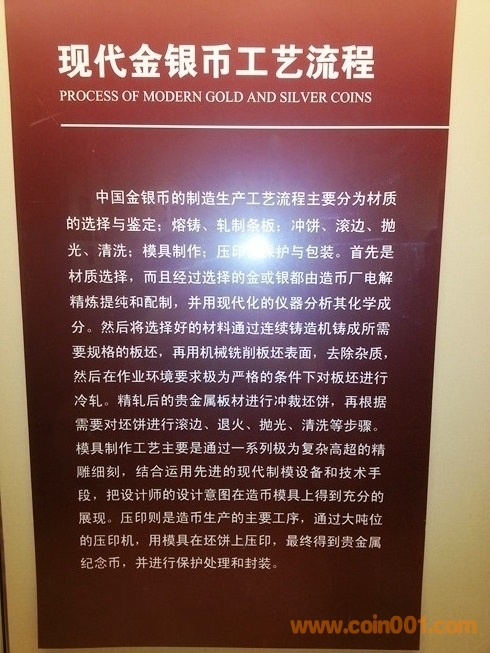 现代金银币工艺流程
PROCESS OF MODERN GOLD AND SILVER COINS
中国金银币的制造生产工艺流程主要分为材质
的选择与鉴定；熔铸、轧制条板；冲饼、滚边、抛
光、清洗；模具制作；压印 保护与包装。首先是
材质选择，而且经过选择的金或银都由造币厂电解
精炼提纯和配制，并用现代化的仪器分析其化学成
分。然后将选择好的材料通过连续铸造机铸成所需
要规格的板坯，再用机械铣削板坯表面，去除杂质，
然后在作业环境要求极为严格的条件下对板坯进行
冷轧。精轧后的贵金属板材进行冲裁坯饼，再根据
需要对坯饼进行滚边、退火、抛光、清洗等步骤。
模具制作工艺主要是通过一系列极为复杂高超的精
雕细刻，结合运用先进的现代制模设备和技术手
段，把设计师的设计意图在造币模具上得到充分的
展现。压印则是造币生产的主要工序，通过大吨位
的压印机，用模具在坯饼上压印，最终得到贵金属
纪念币，并进行保护处理和封装。
www.coin001.com